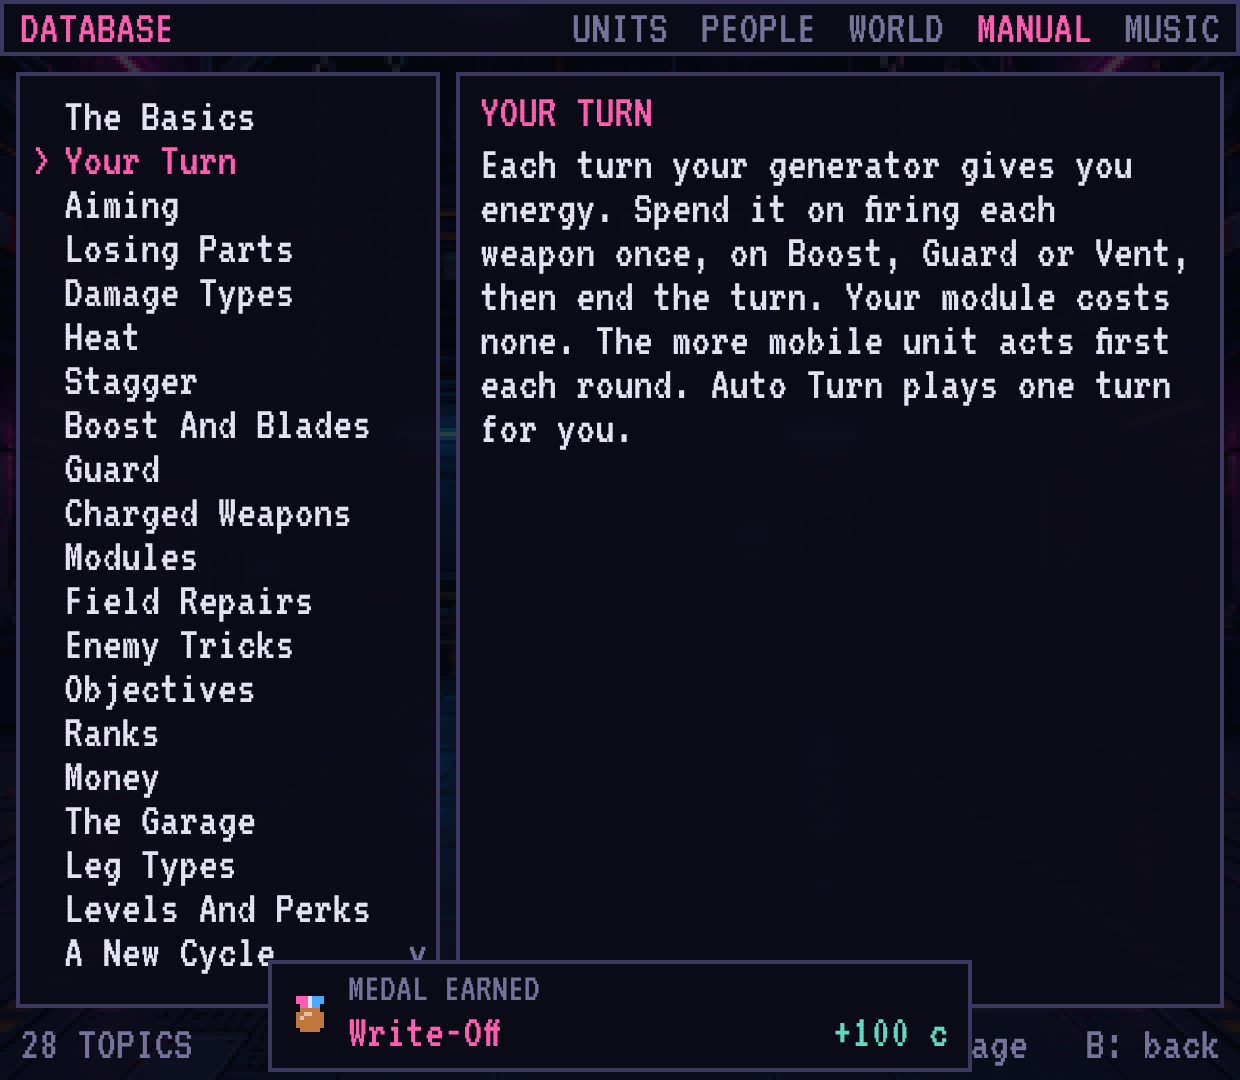 DATABASE UNITS PEOPLE WORLD MANUAL MUSIC
The Basics
> Your Turn
Aiming
Losing Parts
Damage Types
Heat
Stagger
Boost And Blades
Guard
Charged Weapons
Modules
Field Repairs
Enemy Tricks
Objectives
Ranks
Money
The Garage
Leg Types
Levels And Perks
A New Cycle v
YOUR TURN
Each turn your generator gives you
energy. Spend it on firing each
weapon once, on Boost, Guard or Vent,
then end the turn. Your module costs
none. The more mobile unit acts first
each round. Auto Turn plays one turn
for you.
MEDAL EARNED
Write-Off +100 c
28 TOPICS B: back